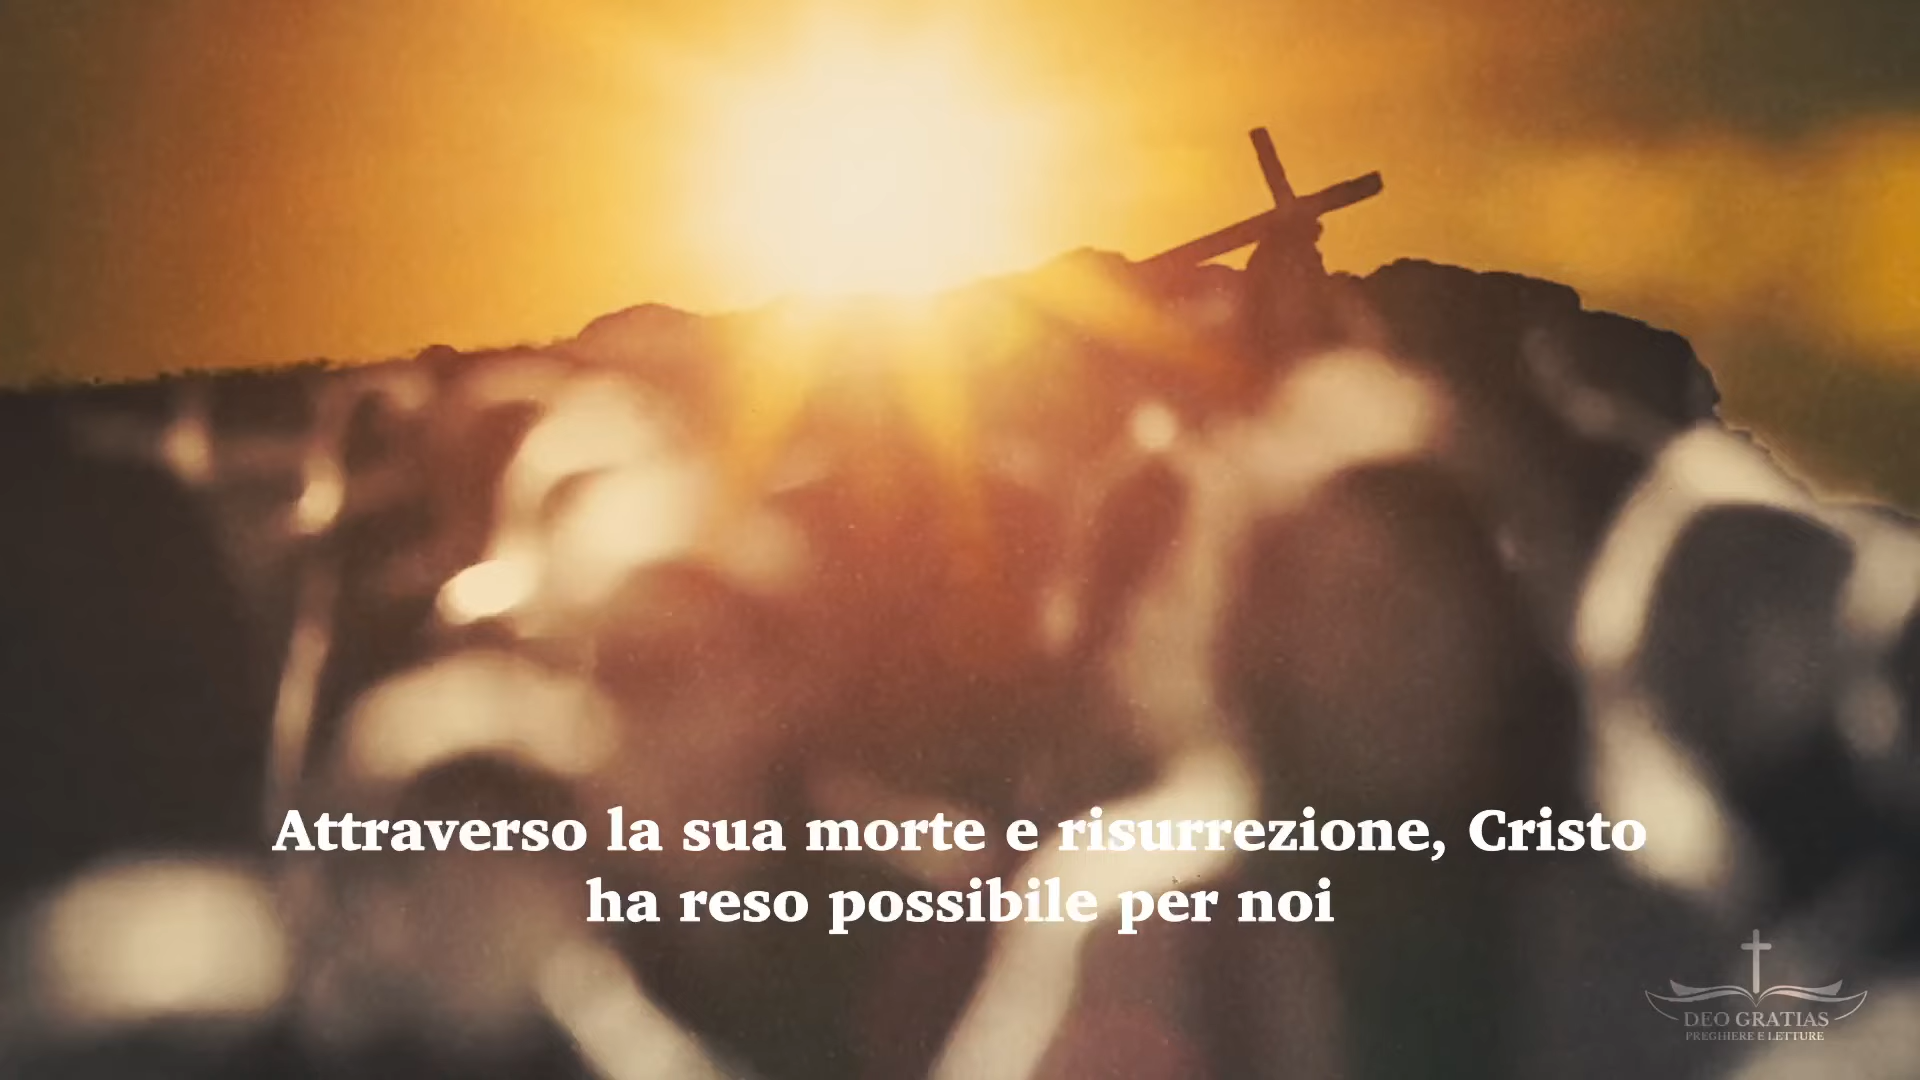 Attraverso la sua morte e risurrezione, Cristo
ha reso possibile per noi
DEO GRATIAS
PREGHIERE E LETTURE